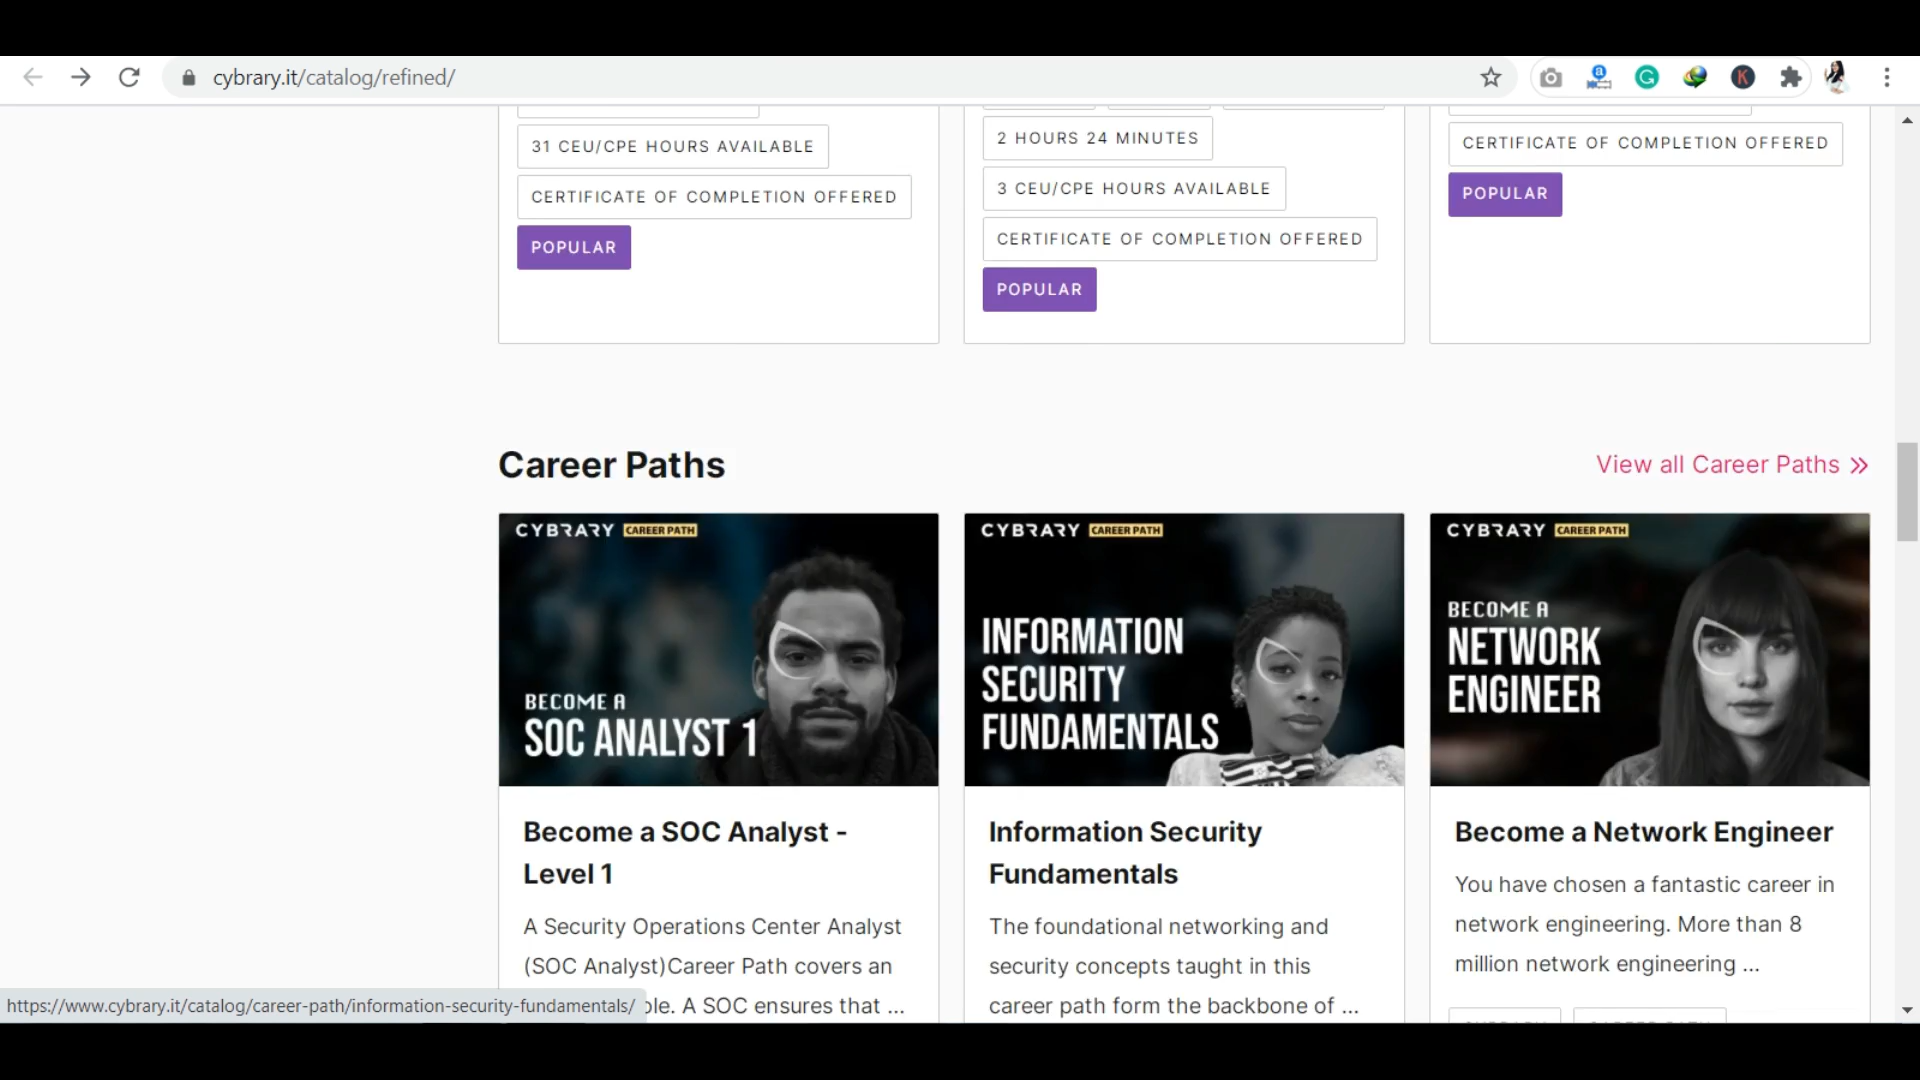 cybrary.it/catalog/refined/
31 CEU/CPE HOURS AVAILABLE
CERTIFICATE OF COMPLETION OFFERED
POPULAR
2 HOURS 24 MINUTES
3 CEU/CPE HOURS AVAILABLE
CERTIFICATE OF COMPLETION OFFERED
POPULAR
CERTIFICATE OF COMPLETION OFFERED
POPULAR
Career Paths
View all Career Paths »
CYBRARY CAREER PATH
BECOME A
SOC ANALYST 1
Become a SOC Analyst -
Level 1
A Security Operations Center Analyst
(SOC Analyst)Career Path covers an
ole. A SOC ensures that ...
CYBRARY CAREER PATH
INFORMATION
SECURITY
FUNDAMENTALS
Information Security
Fundamentals
The foundational networking and
security concepts taught in this
career path form the backbone of ...
CYBRARY CAREER PATH
BECOME A
NETWORK
ENGINEER
Become a Network Engineer
You have chosen a fantastic career in
network engineering. More than 8
million network engineering ...
https://www.cybrary.it/catalog/career-path/information-security-fundamentals/